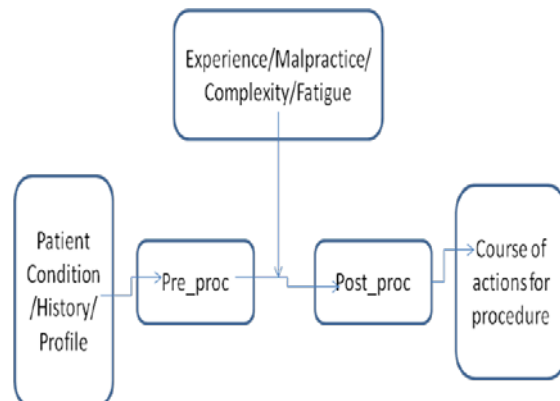 Experience/Malpractice/
Complexity/Fatigue
Patient
Condition
/History/
Profile
Pre_proc
Post_proc
Course of
actions for
procedure